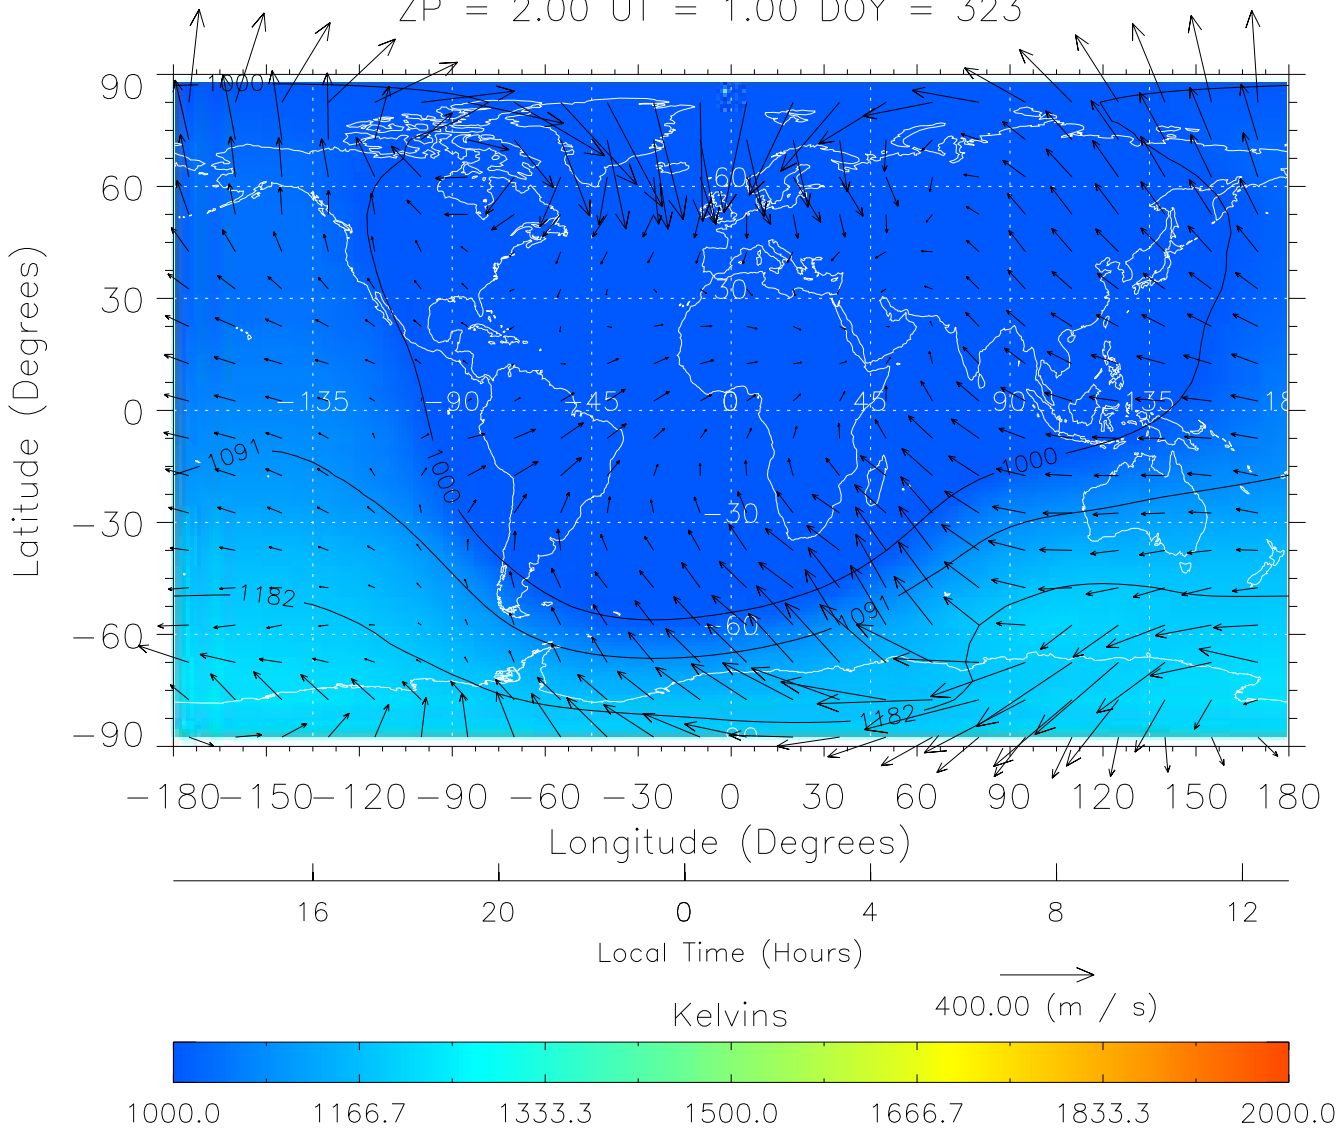 ZP = 2.00 UT = 1.00 DOY = 323
90
60
30
0
−30
−60
−90
Latitude (Degrees)
1000
60
30
−135 −90 −45 0 45 90 135 18
1091
1000
1000
−30
1182
1091
−60
1182
−180 −150 −120 −90 −60 −30 0 30 60 90 120 150 180
Longitude (Degrees)
16 20 0 4 8 12
Local Time (Hours)
400.00 (m / s)
Kelvins
1000.0 1166.7 1333.3 1500.0 1666.7 1833.3 2000.0